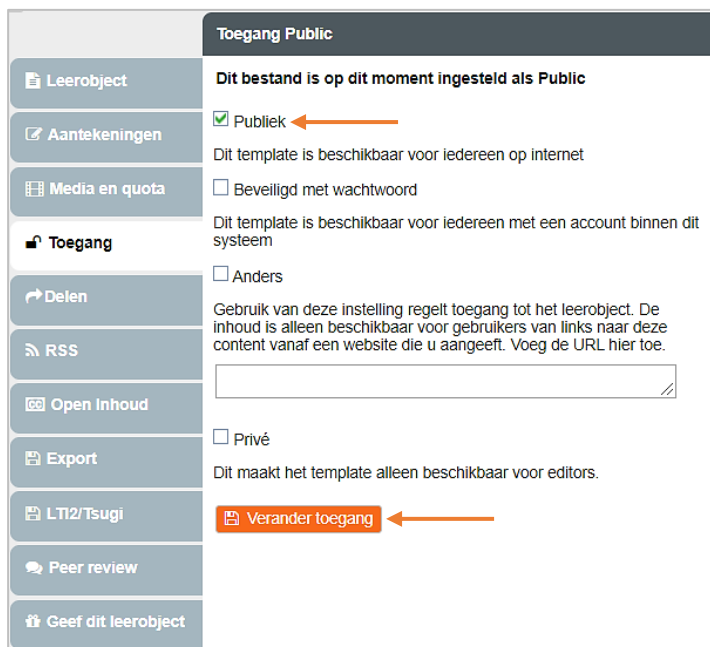 Toegang Public
Leerobject
Aantekeningen
Media en quota
Toegang
Delen
RSS
Open Inhoud
Export
LTI2/Tsugi
Peer review
Geef dit leerobject
Dit bestand is op dit moment ingesteld als Public
Publiek
Dit template is beschikbaar voor iedereen op internet
Beveiligd met wachtwoord
Dit template is beschikbaar voor iedereen met een account binnen dit
systeem
Anders
Gebruik van deze instelling regelt toegang tot het leerobject. De
inhoud is alleen beschikbaar voor gebruikers van links naar deze
content vanaf een website die u aangeeft. Voeg de URL hier toe.
Privé
Dit maakt het template alleen beschikbaar voor editors.
Verander toegang